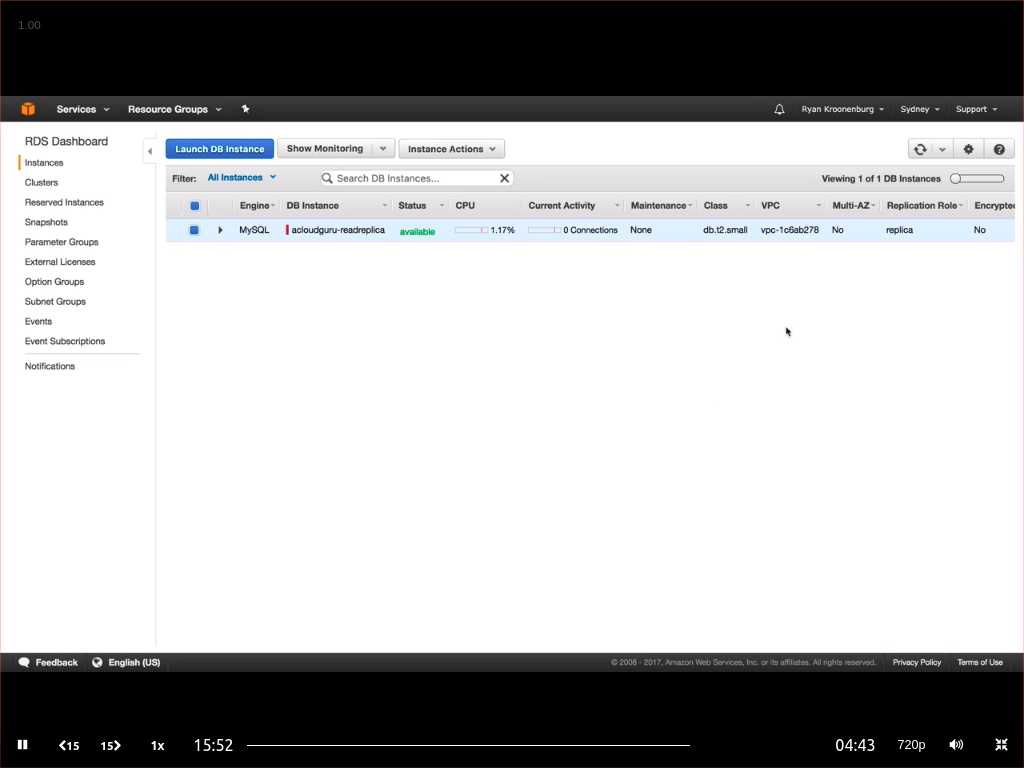 1.00
Services Resource Groups Ryan Kroonenburg Sydney Support
RDS Dashboard
Instances
Clusters
Reserved Instances
Snapshots
Parameter Groups
External Licenses
Option Groups
Subnet Groups
Events
Event Subscriptions
Notifications
Launch DB Instance Show Monitoring Instance Actions
Filter: All Instances Search DB Instances... Viewing 1 of 1 DB Instances
Engine DB Instance Status CPU Current Activity Maintenance Class VPC Multi-AZ Replication Role Encrypted
MySQL acloudguru-readreplica available 1.17% 0 Connections None db.t2.small vpc-1c6ab278 No replica No
Feedback English (US) © 2008 - 2017, Amazon Web Services, Inc. or its affiliates. All rights reserved. Privacy Policy Terms of Use
15 15 1x 15:52 04:43 720p